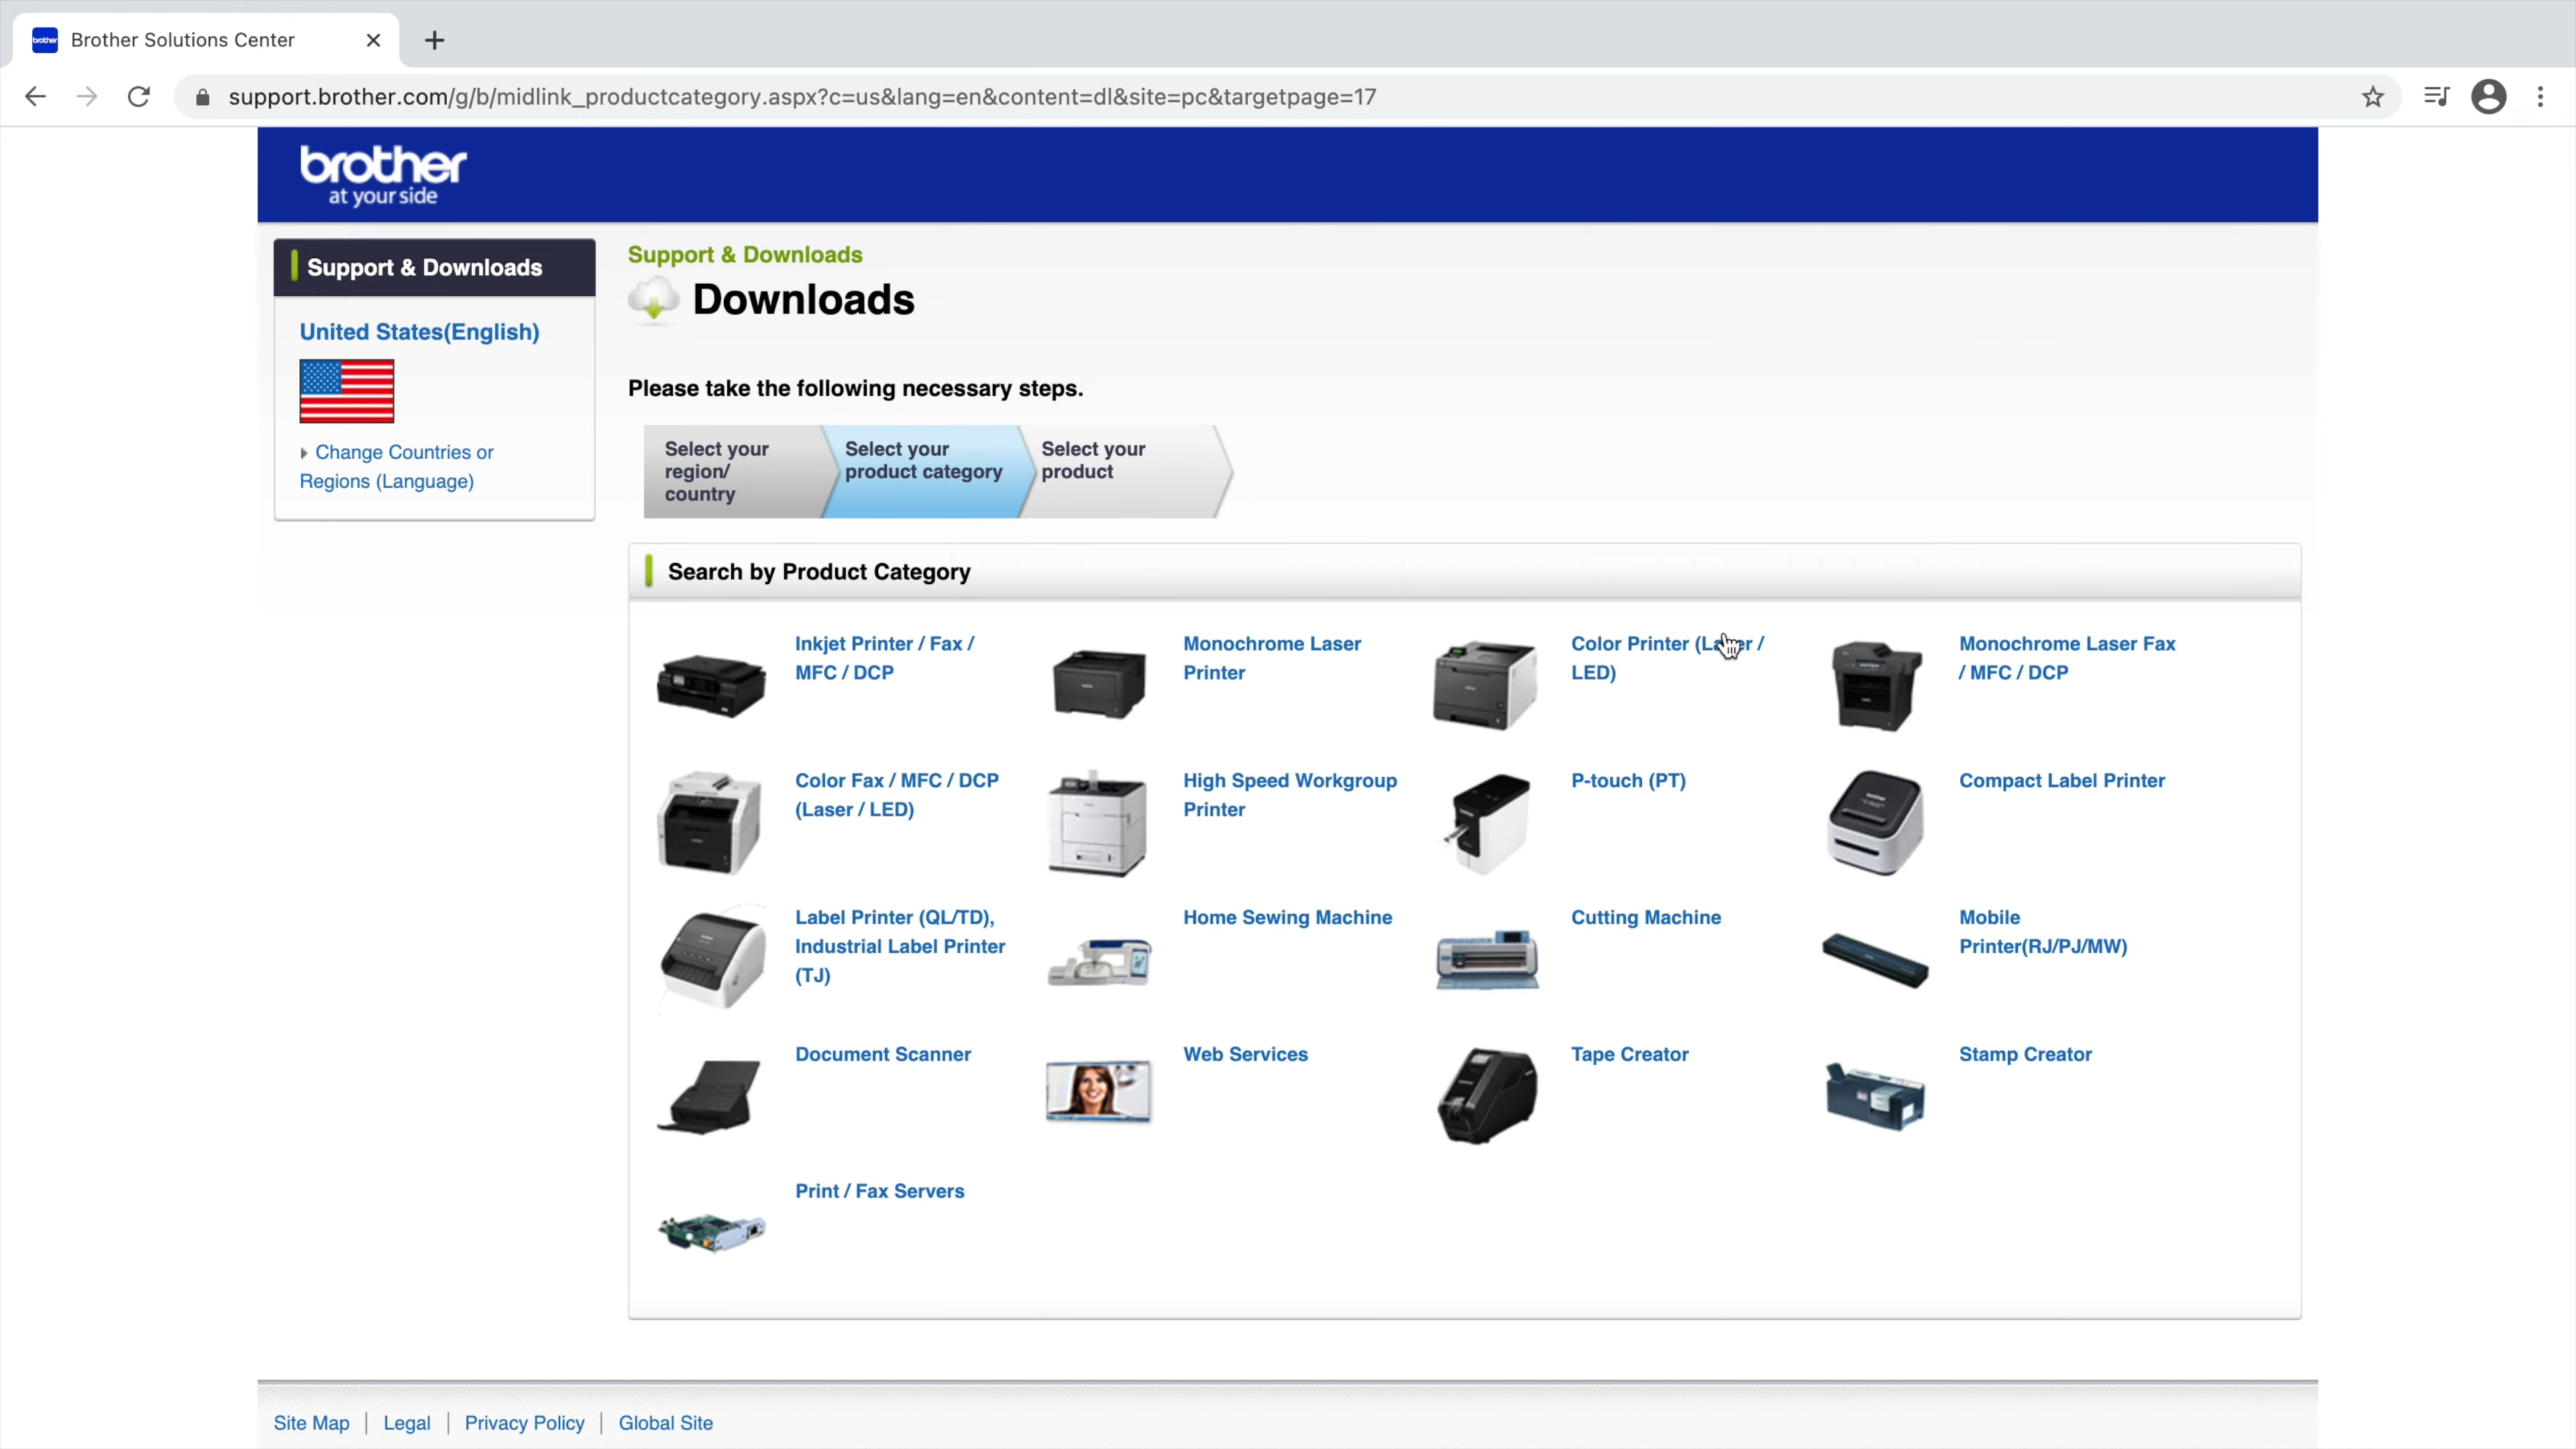 Brother Solutions Center
support.brother.com/g/b/midlink_productcategory.aspx?c=us&lang=en&content=dl&site=pc&targetpage=17
brother
at your side
Support & Downloads
United States(English)
Change Countries or
Regions (Language)
Support & Downloads
Downloads
Please take the following necessary steps.
Select your
region/
country
Select your
product category
Select your
product
Search by Product Category
Inkjet Printer / Fax /
MFC / DCP
Monochrome Laser
Printer
Color Printer (Laser /
LED)
Monochrome Laser Fax
/ MFC / DCP
Color Fax / MFC / DCP
(Laser / LED)
High Speed Workgroup
Printer
P-touch (PT)
Compact Label Printer
Label Printer (QL/TD),
Industrial Label Printer
(TJ)
Home Sewing Machine
Cutting Machine
Mobile
Printer(RJ/PJ/MW)
Document Scanner
Web Services
Tape Creator
Stamp Creator
Print / Fax Servers
Site Map
Legal
Privacy Policy
Global Site